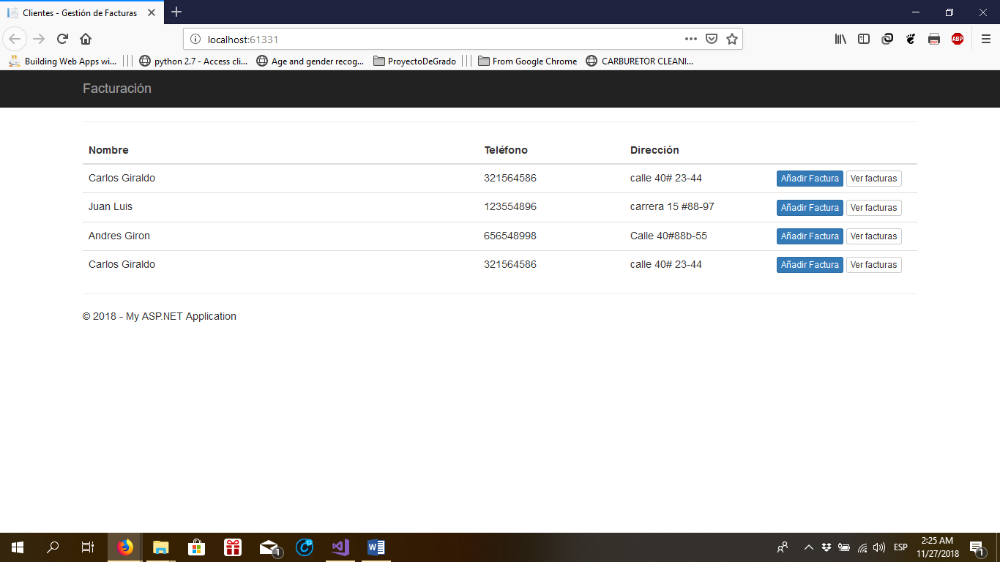 Clientes - Gestión de Facturas
localhost:61331
ABP
Building Web Apps wi... python 2.7 - Access cli... Age and gender recog... ProyectoDeGrado From Google Chrome CARBURETOR CLEANI...
Facturación
Nombre Teléfono Dirección
Carlos Giraldo 321564586 calle 40# 23-44 Añadir Factura Ver facturas
Juan Luis 123554896 carrera 15 #88-97 Añadir Factura Ver facturas
Andres Giron 656548998 Calle 40#88b-55 Añadir Factura Ver facturas
Carlos Giraldo 321564586 calle 40# 23-44 Añadir Factura Ver facturas
© 2018 - My ASP.NET Application
1 ESP 2:25 AM 1
11/27/2018